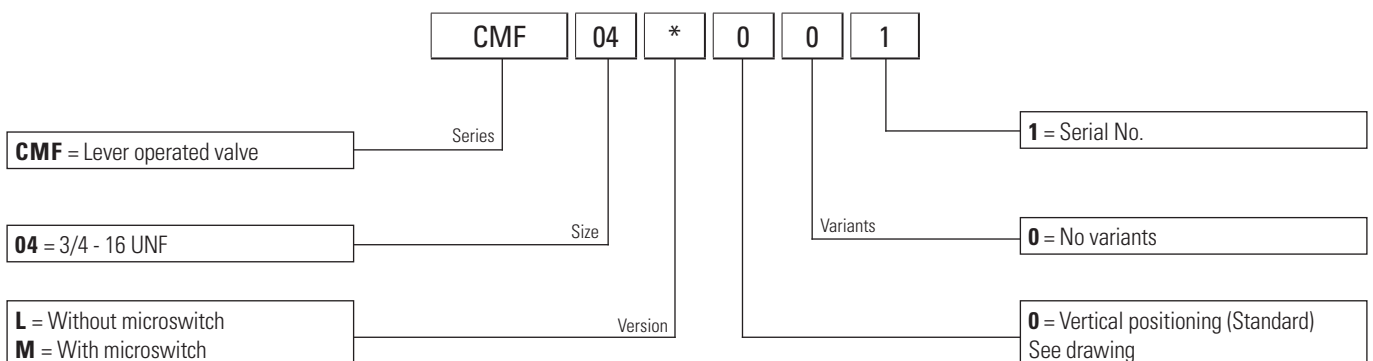 CMF 04 * 0 0 1
Series
CMF = Lever operated valve
1 = Serial No.
Size
04 = 3/4 - 16 UNF
Variants
0 = No variants
Version
L = Without microswitch
M = With microswitch
0 = Vertical positioning (Standard)
See drawing